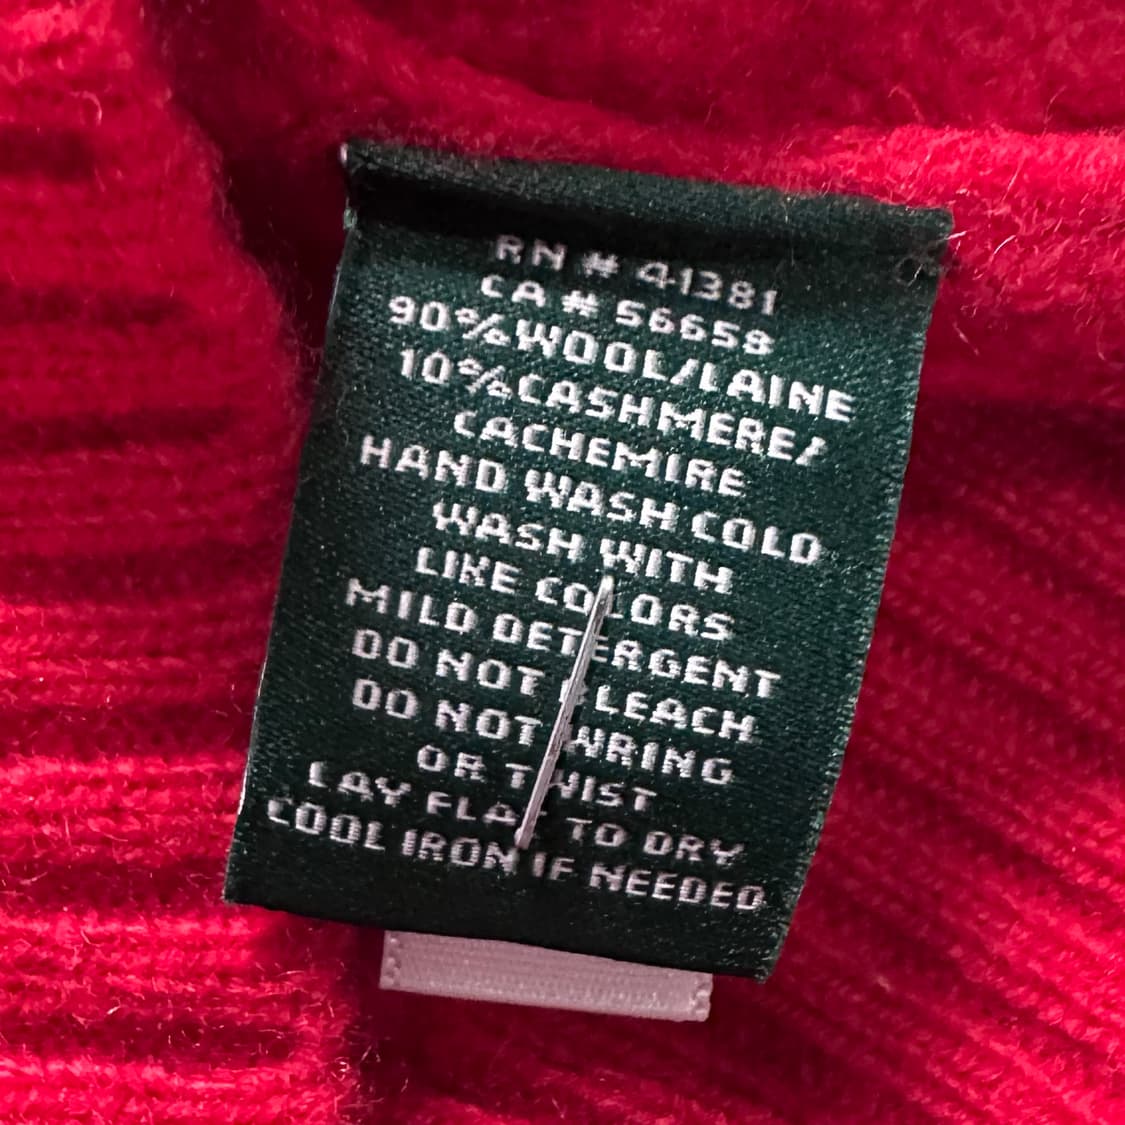 RN # 41381
CA # 56658
90%WOOL/LAINE
10%CASHMERE/
CACHEMIRE
HAND WASH COLD
WASH WITH
LIKE COLORS
MILD DETERGENT
DO NOT BLEACH
DO NOT WRING
OR TWIST
LAY FLAT TO DRY
COOL IRON IF NEEDED